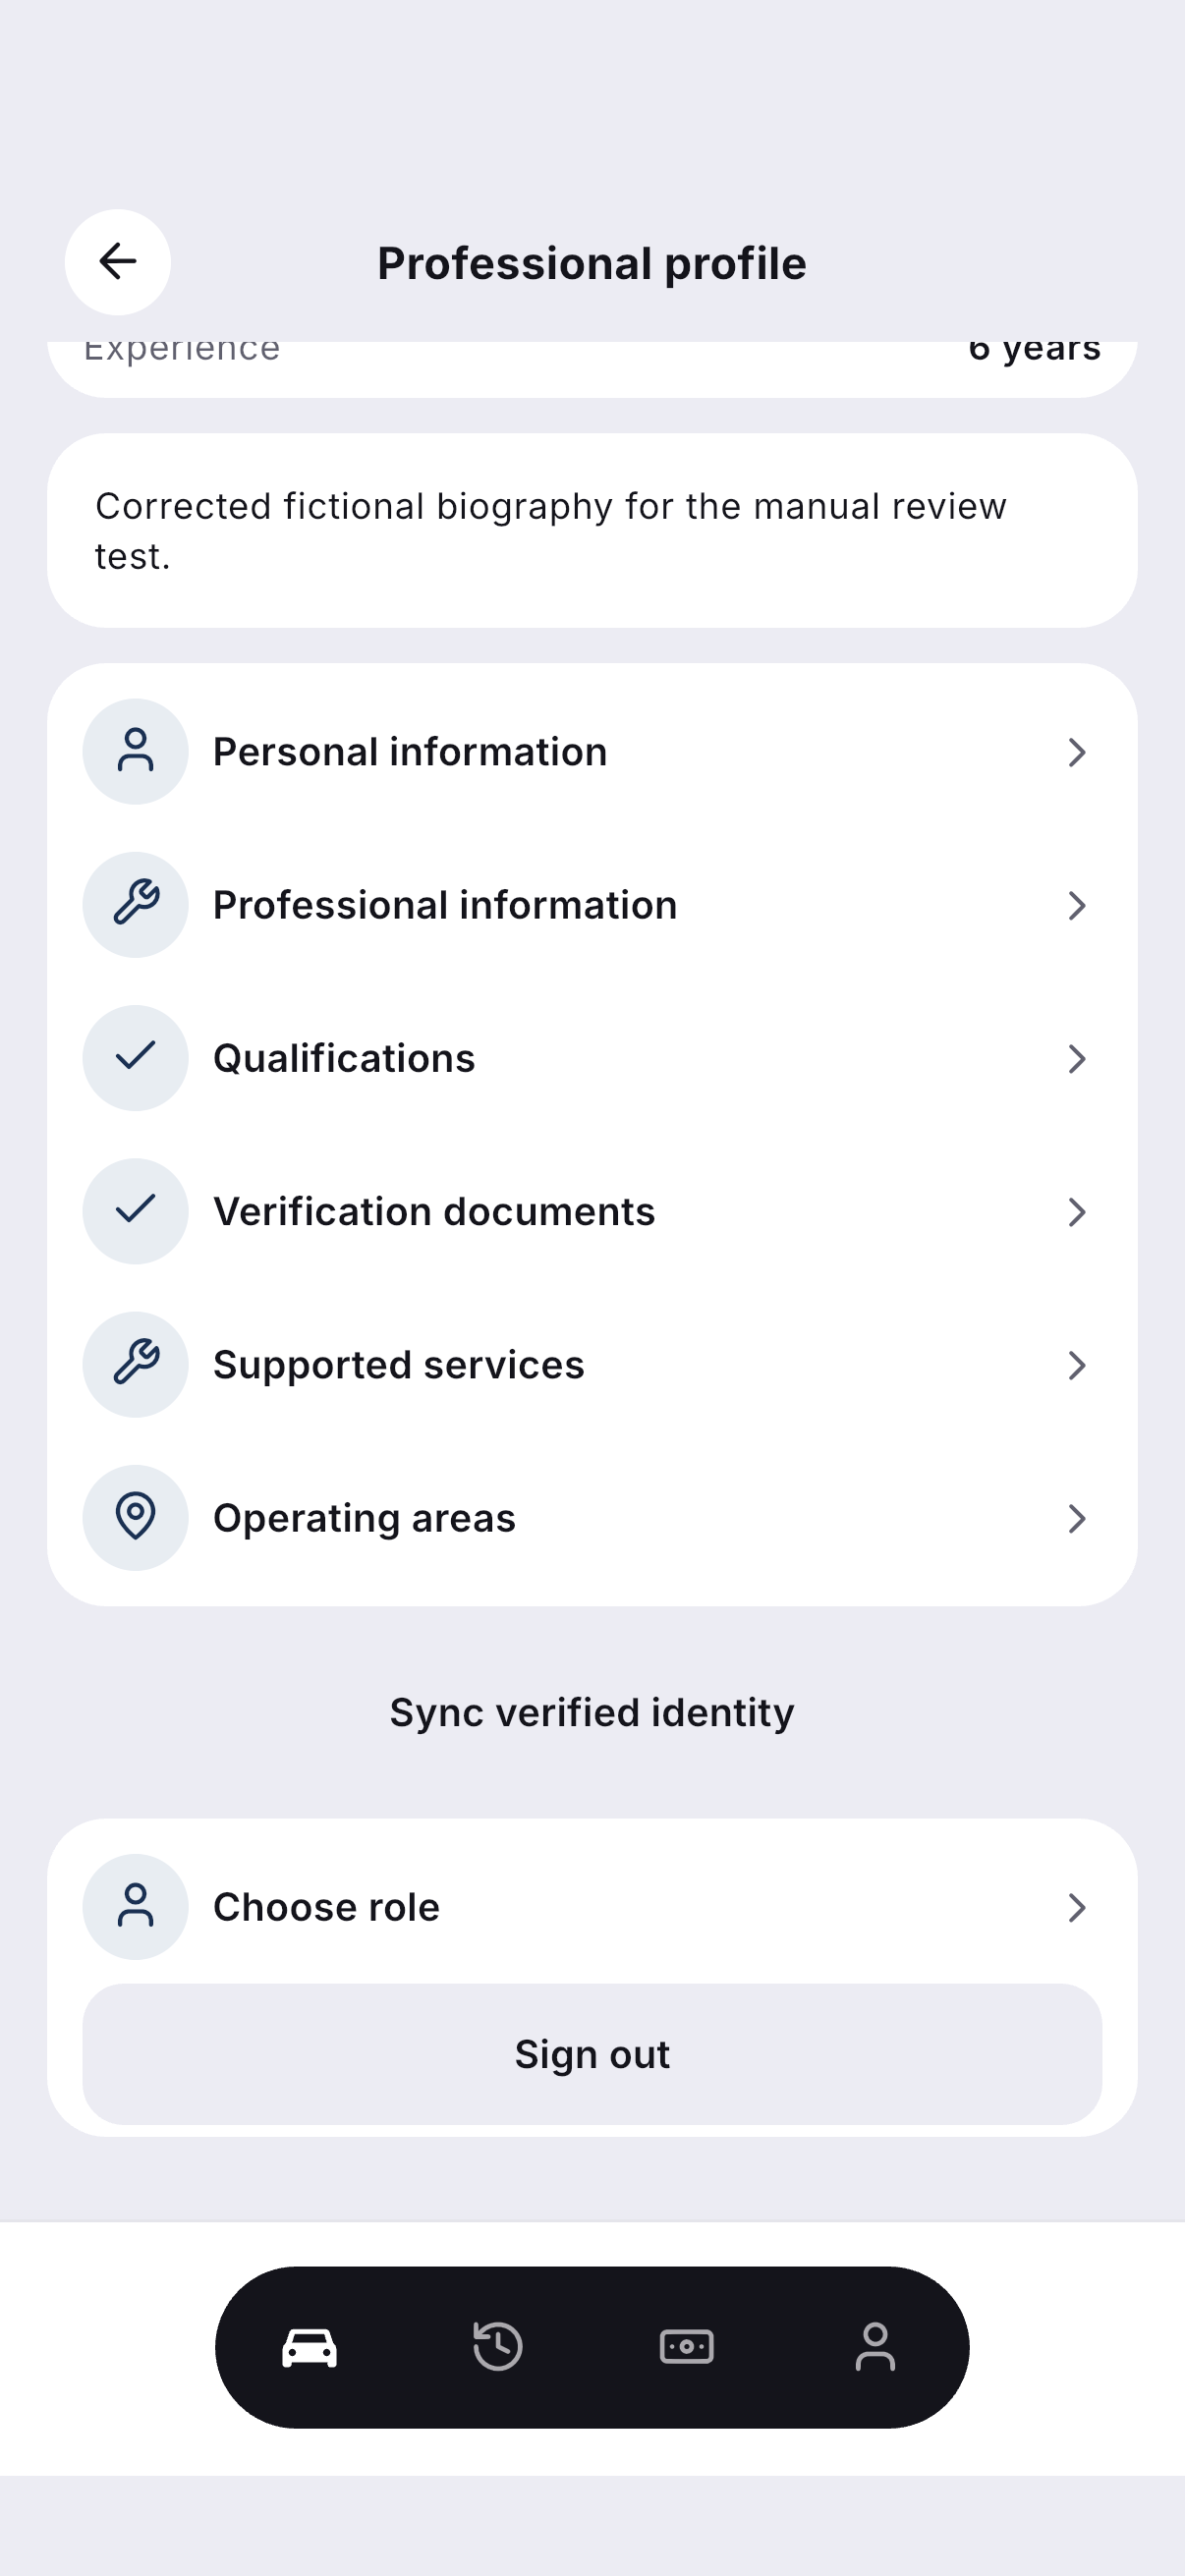 Professional profile
Experience
6 years
Corrected fictional biography for the manual review
test.
Personal information
Professional information
Qualifications
Verification documents
Supported services
Operating areas
Sync verified identity
Choose role
Sign out